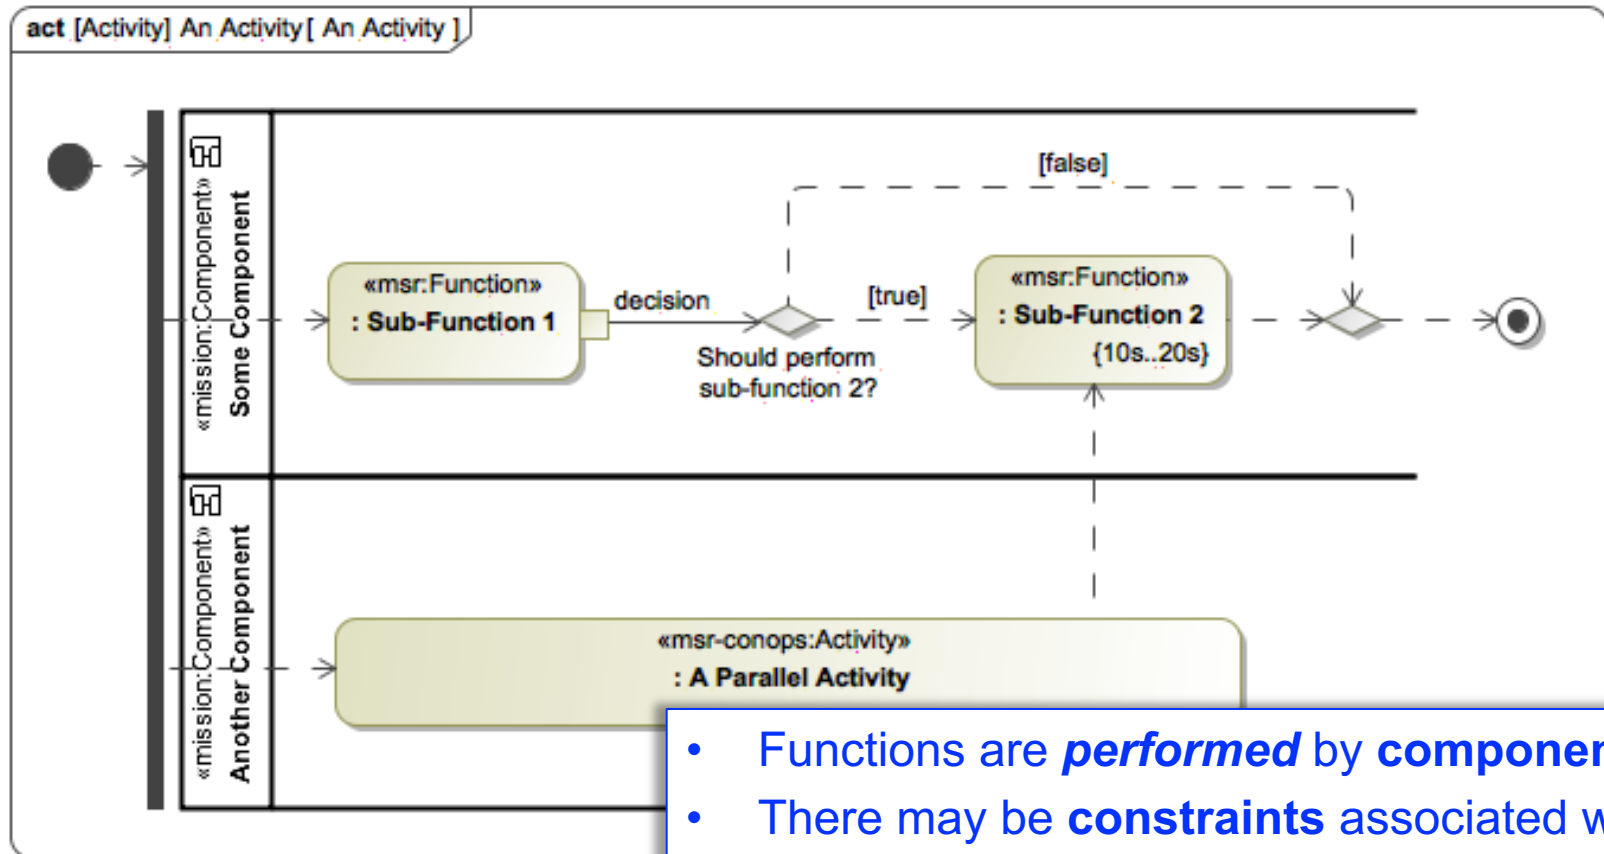 act [Activity] An Activity[ An Activity ]
«mission:Component»
Some Component
«msr:Function»
: Sub-Function 1
decision
Should perform
sub-function 2?
[false]
[true]
«msr:Function»
: Sub-Function 2
{10s..20s}
«mission:Component»
Another Component
«msr-conops:Activity»
: A Parallel Activity
• Functions are performed by
• There may be constraints associated